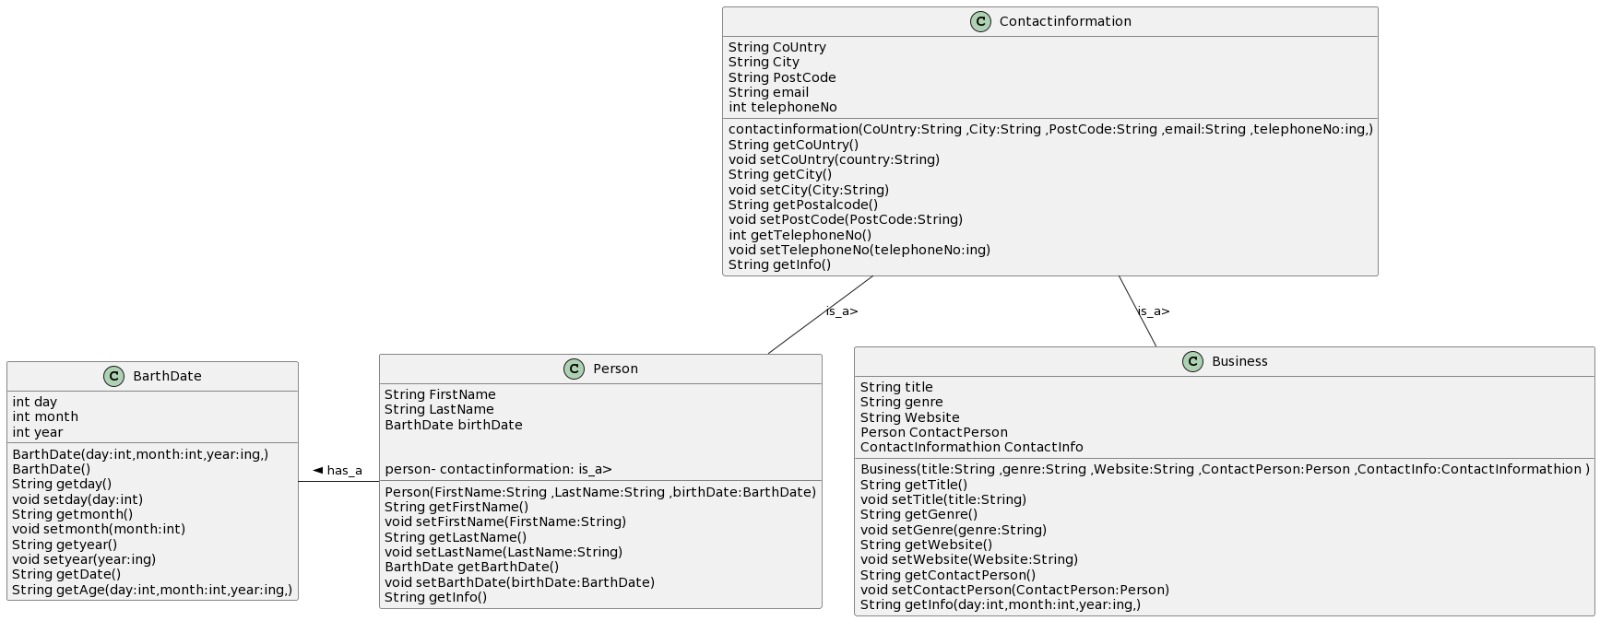 C Contactinformation
String CoUntry
String City
String PostCode
String email
int telephoneNo
contactinformation(CoUntry:String ,City:String ,PostCode:String ,email:String ,telephoneNo:ing,)
String getCoUntry()
void setCoUntry(country:String)
String getCity()
void setCity(City:String)
String getPostalcode()
void setPostCode(PostCode:String)
int getTelephoneNo()
void setTelephoneNo(telephoneNo:ing)
String getInfo()
is_a>
is_a>
C BarthDate
int day
int month
int year
BarthDate(day:int,month:int,year:ing,)
BarthDate()
String getday()
void setday(day:int)
String getmonth()
void setmonth(month:int)
String getyear()
void setyear(year:ing)
String getDate()
String getAge(day:int,month:int,year:ing,)
◄ has_a
C Person
String FirstName
String LastName
BarthDate birthDate
person- contactinformation: is_a>
Person(FirstName:String ,LastName:String ,birthDate:BarthDate)
String getFirstName()
void setFirstName(FirstName:String)
String getLastName()
void setLastName(LastName:String)
BarthDate getBarthDate()
void setBarthDate(birthDate:BarthDate)
String getInfo()
C Business
String title
String genre
String Website
Person ContactPerson
ContactInformathion ContactInfo
Business(title:String ,genre:String ,Website:String ,ContactPerson:Person ,ContactInfo:ContactInformathion )
String getTitle()
void setTitle(title:String)
String getGenre()
void setGenre(genre:String)
String getWebsite()
void setWebsite(Website:String)
String getContactPerson()
void setContactPerson(ContactPerson:Person)
String getInfo(day:int,month:int,year:ing,)